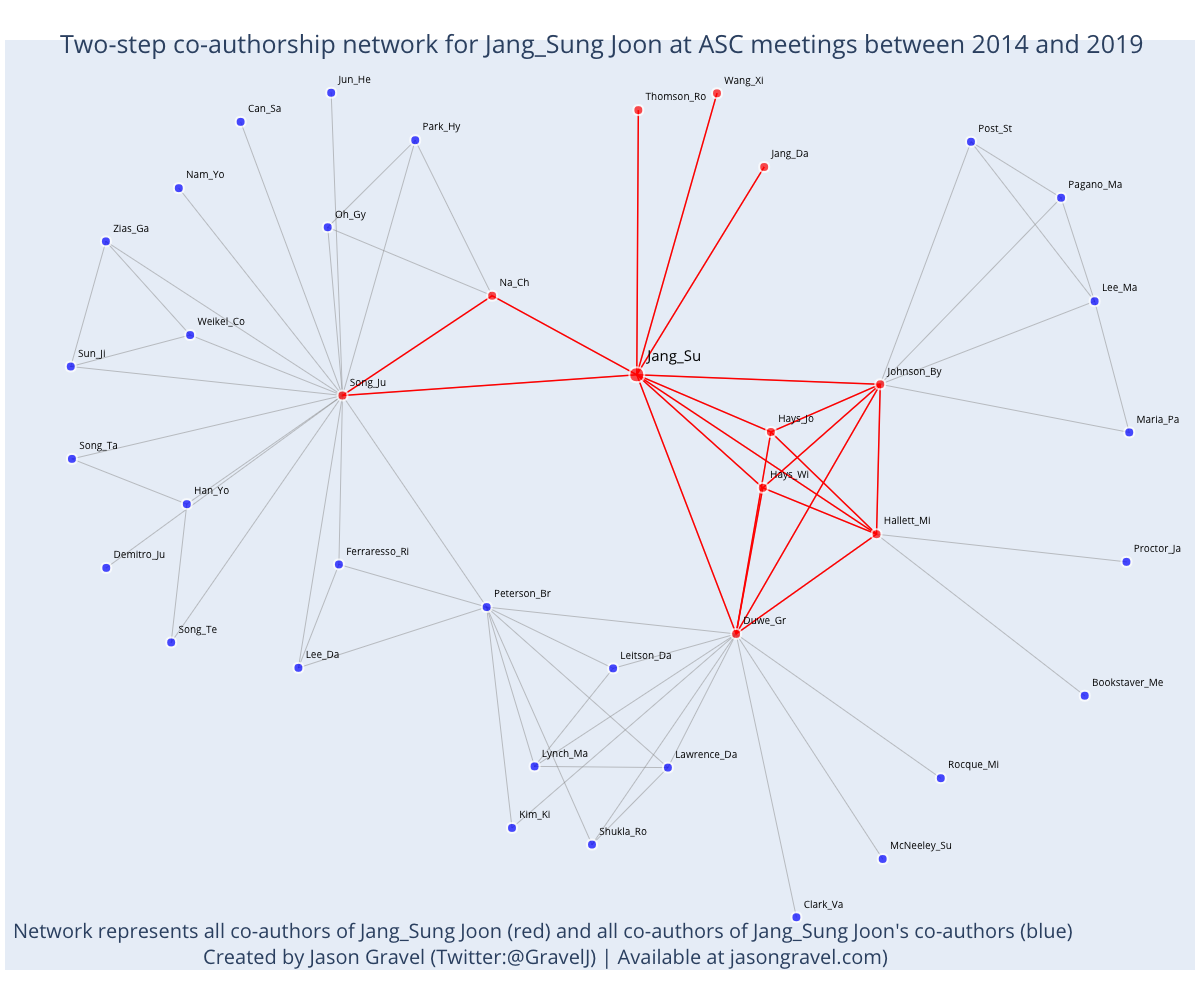 Two-step co-authorship network for Jang_Sung Joon at ASC meetings between 2014 and 2019
Jun_He
Wang_Xi
Thomson_Ro
Can_Sa
Park_Hy
Post_St
Jang_Da
Nam_Yo
Pagano_Ma
Oh_Gy
Zias_Ga
Na_Ch
Lee_Ma
Weikel_Co
Sun_Ji
Jang_Su
Song_Ju
Johnson_By
Hays_Jo
Maria_Pa
Song_Ta
Hays_Wi
Han_Yo
Hallett_Mi
Demitro_Ju
Ferraresso_Ri
Proctor_Ja
Peterson_Br
Duwe_Gr
Song_Te
Lee_Da
Leitson_Da
Bookstaver_Me
Lynch_Ma
Lawrence_Da
Rocque_Mi
Kim_Ki
Shukla_Ro
McNeeley_Su
Clark_Va
Network represents all co-authors of Jang_Sung Joon (red) and all co-authors of Jang_Sung Joon's co-authors (blue)
Created by Jason Gravel (Twitter:@GravelJ) | Available at jasongravel.com)